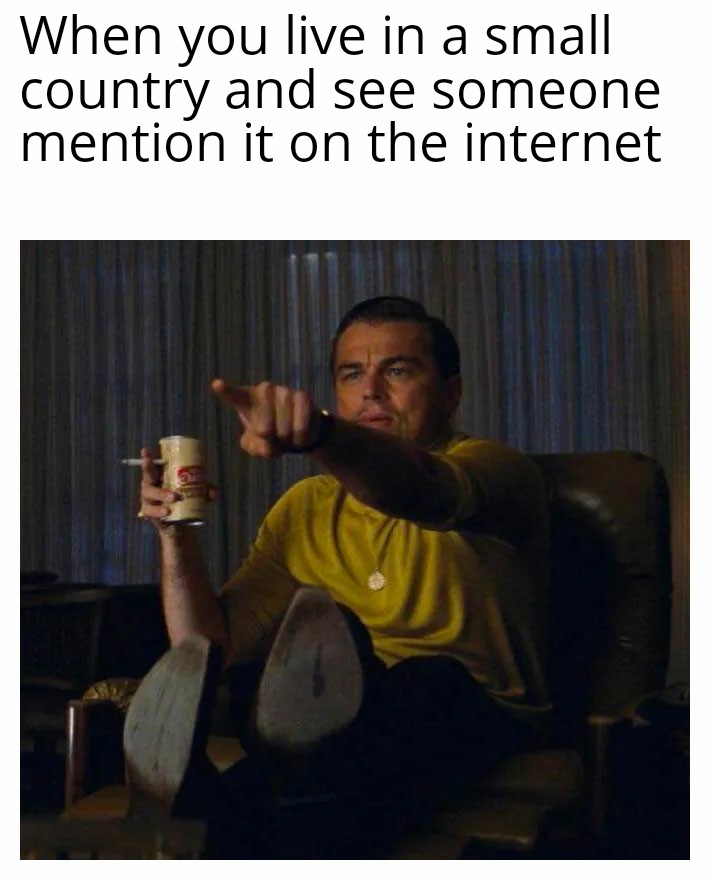 When you live in a small
country and see someone
mention it on the internet